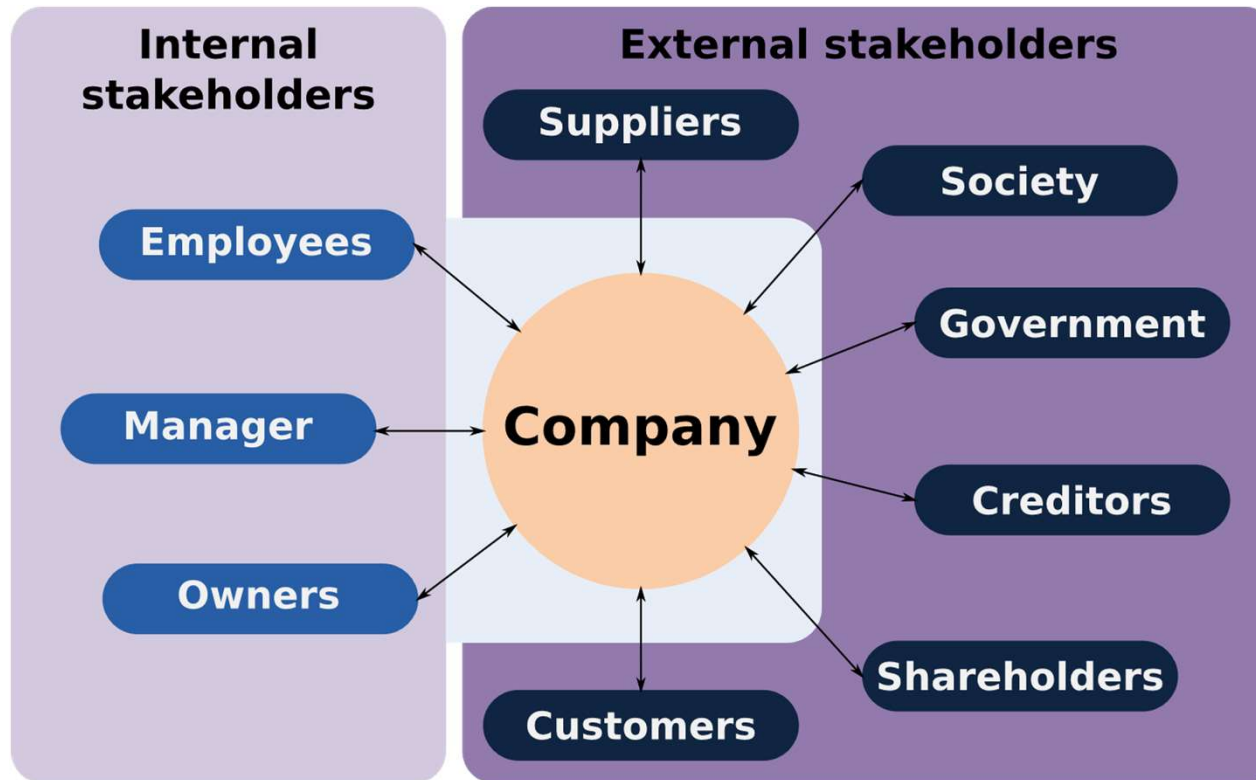 Internal
stakeholders
External stakeholders
Suppliers
Society
Employees
Government
Manager
Company
Creditors
Owners
Shareholders
Customers